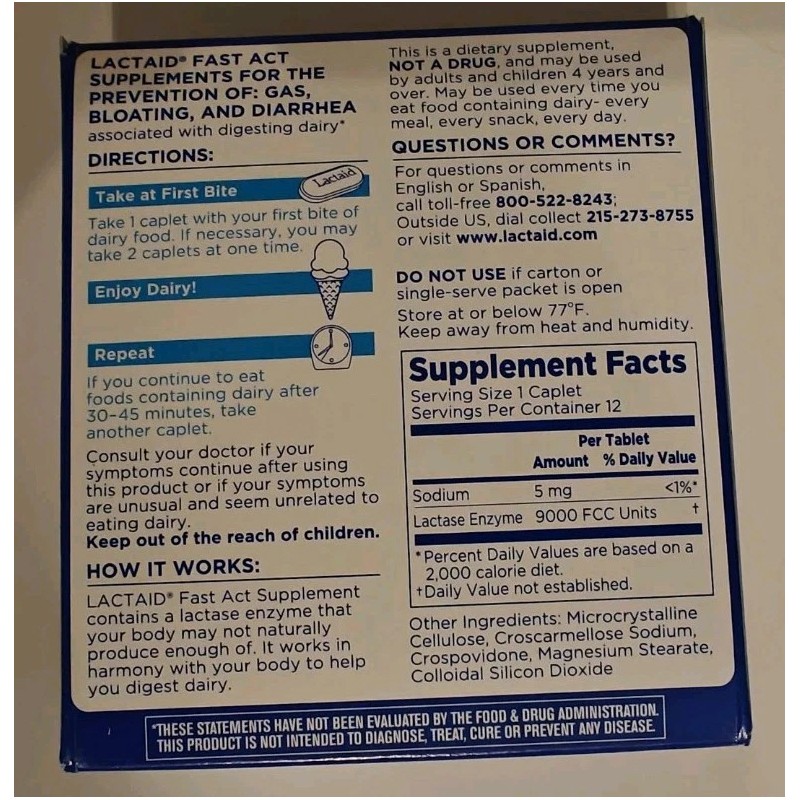 LACTAID® FAST ACT
SUPPLEMENTS FOR THE
PREVENTION OF: GAS,
BLOATING, AND DIARRHEA
associated with digesting dairy*
DIRECTIONS:
Take at First Bite
Lactaid
Take 1 caplet with your first bite of
dairy food. If necessary, you may
take 2 caplets at one time.
Enjoy Dairy!
Repeat
If you continue to eat
foods containing dairy after
30-45 minutes, take
another caplet.
Consult your doctor if your
symptoms continue after using
this product or if your symptoms
are unusual and seem unrelated to
eating dairy.
Keep out of the reach of children.
HOW IT WORKS:
LACTAID® Fast Act Supplement
contains a lactase enzyme that
your body may not naturally
produce enough of. It works in
harmony with your body to help
you digest dairy.
This is a dietary supplement,
NOT A DRUG, and may be used
by adults and children 4 years and
over. May be used every time you
eat food containing dairy- every
meal, every snack, every day.
QUESTIONS OR COMMENTS?
For questions or comments in
English or Spanish,
call toll-free 800-522-8243;
Outside US, dial collect 215-273-8755
or visit www.lactaid.com
DO NOT USE if carton or
single-serve packet is open
Store at or below 77°F.
Keep away from heat and humidity.
Supplement Facts
Serving Size 1 Caplet
Servings Per Container 12
Per Tablet
Amount % Daily Value
Sodium 5 mg <1%*
Lactase Enzyme 9000 FCC Units †
*Percent Daily Values are based on a
2,000 calorie diet.
†Daily Value not established.
Other Ingredients: Microcrystalline
Cellulose, Croscarmellose Sodium,
Crospovidone, Magnesium Stearate,
Colloidal Silicon Dioxide
*THESE STATEMENTS HAVE NOT BEEN EVALUATED BY THE FOOD & DRUG ADMINISTRATION.
THIS PRODUCT IS NOT INTENDED TO DIAGNOSE, TREAT, CURE OR PREVENT ANY DISEASE.